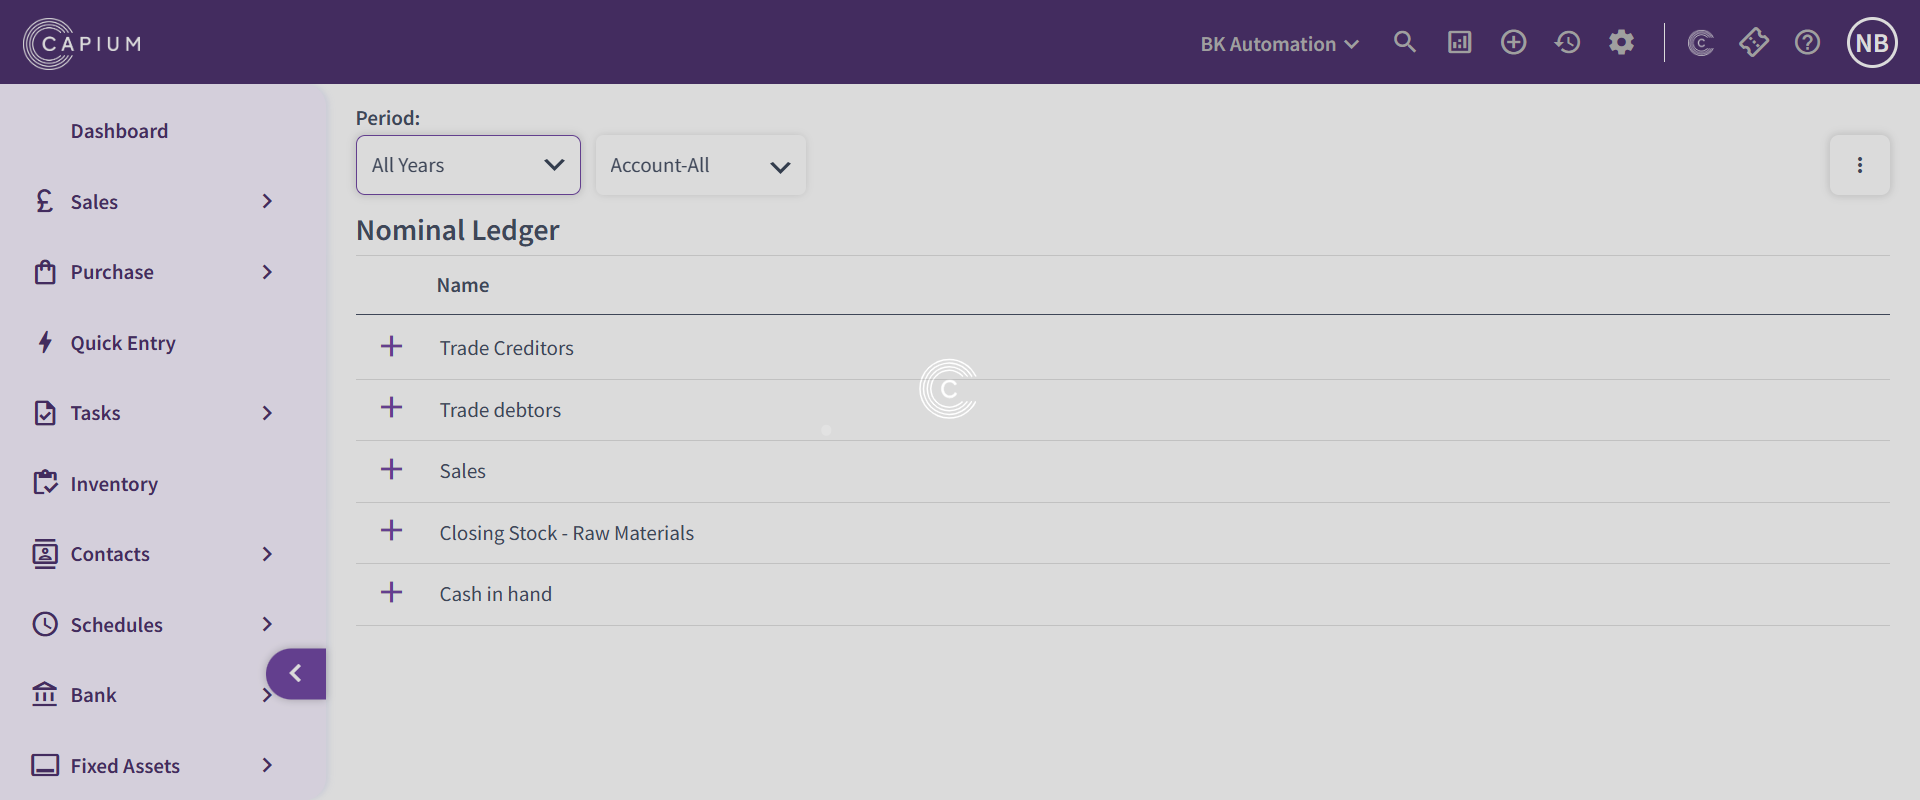 CAPIUM
BK Automation
NB
Dashboard
Sales
Purchase
Quick Entry
Tasks
Inventory
Contacts
Schedules
Bank
Fixed Assets
Period:
All Years
Account-All
Nominal Ledger
Name
Trade Creditors
Trade debtors
Sales
Closing Stock - Raw Materials
Cash in hand
C